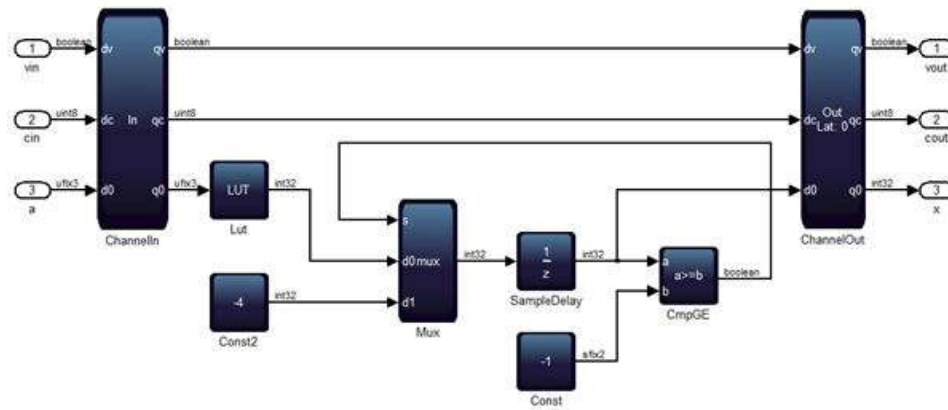 boolean
boolean
boolean
1
dv
qv
dv
qv
1
vin
vout
uint8
uint8
Out
uint8
2
dc
In
qc
dc
Lat: 0
qc
2
cin
cout
ufix3
ufix3
int32
int32
3
d0
q0
LUT
s
d0
q0
3
a
Lut
x
ChannelIn
ChannelOut
d0
mux
int32
1
z
int32
a
a>=b
boolean
b
int32
-4
d1
SampleDelay
CmpGE
Const2
Mux
-1
sfix2
Const